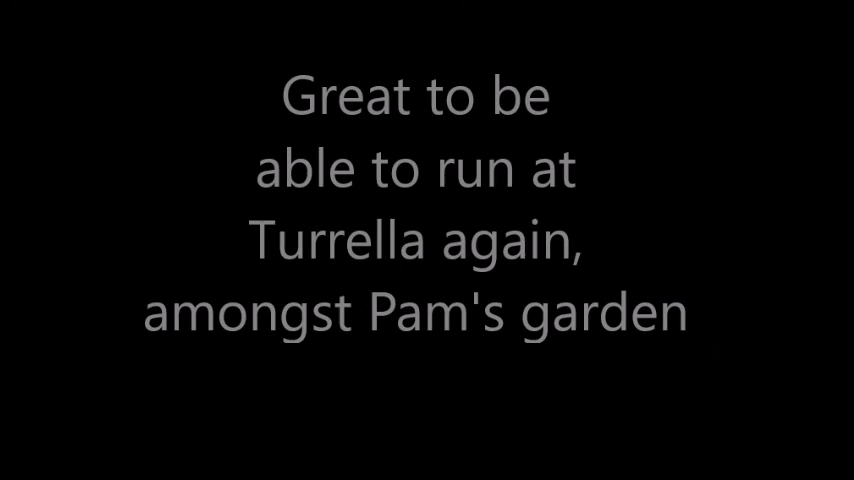 Great to be
able to run at
Turrella again,
amongst Pam's garden